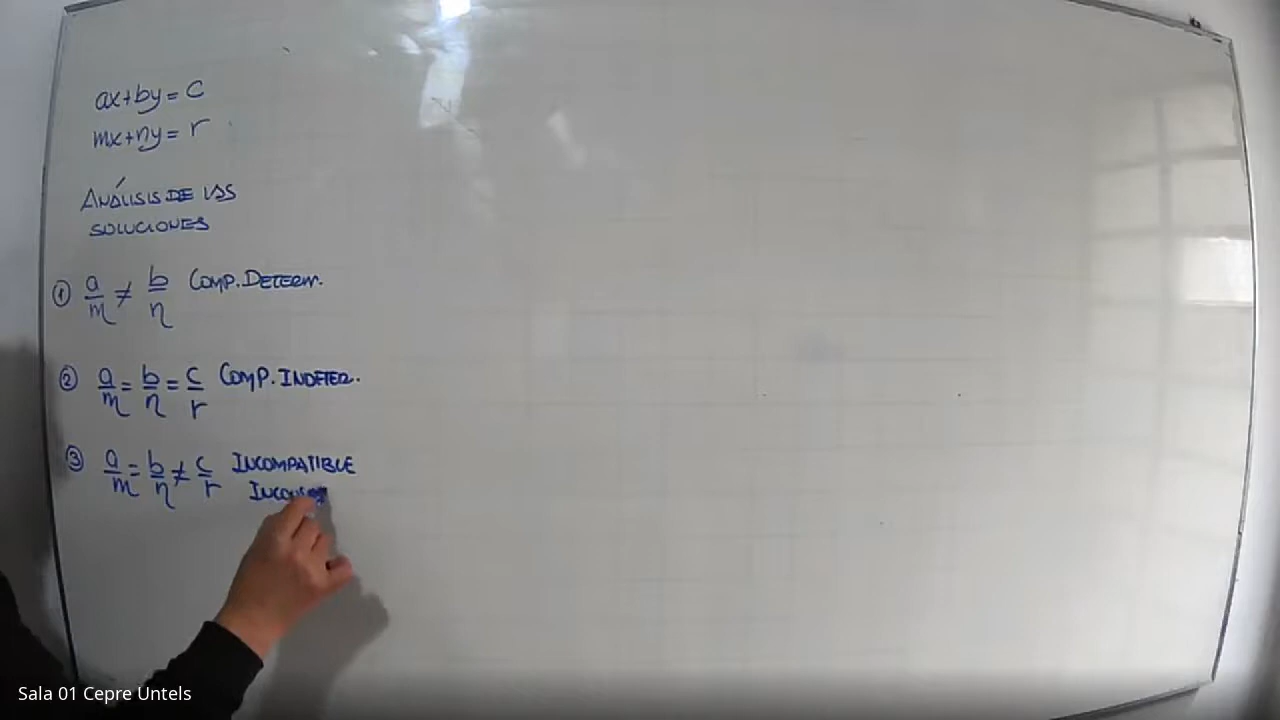 ax+by = c
mx+ny = r
ANÁLISIS DE LAS
SOLUCIONES
① a/m ≠ b/n COMP. DETERM.
② a/m = b/n = c/r COMP. INDETER.
③ a/m = b/n ≠ c/r INCOMPATIBLE
Sala 01 Cepre Untels